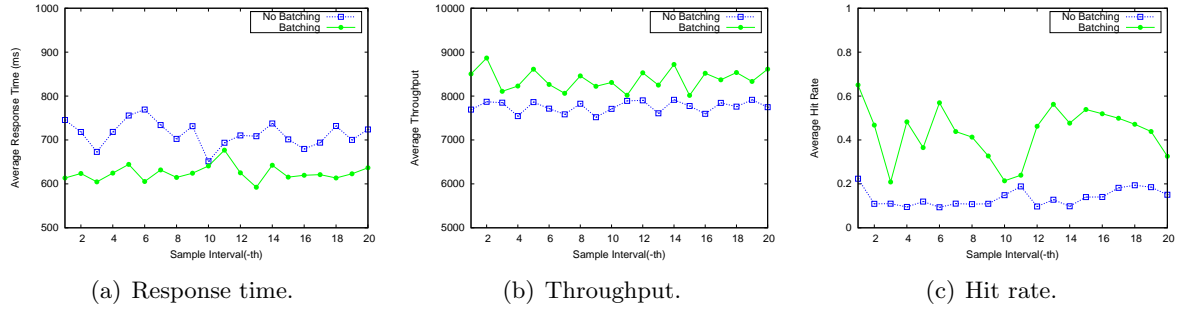 1000
900
800
700
600
500
Average Response Time (ms)
No Batching
Batching
2 4 6 8 10 12 14 16 18 20
Sample Interval(-th)
(a) Response time.
10000
9000
8000
7000
6000
5000
Average Throughput
No Batching
Batching
2 4 6 8 10 12 14 16 18 20
Sample Interval(-th)
(b) Throughput.
1
0.8
0.6
0.4
0.2
0
Average Hit Rate
No Batching
Batching
2 4 6 8 10 12 14 16 18 20
Sample Interval(-th)
(c) Hit rate.